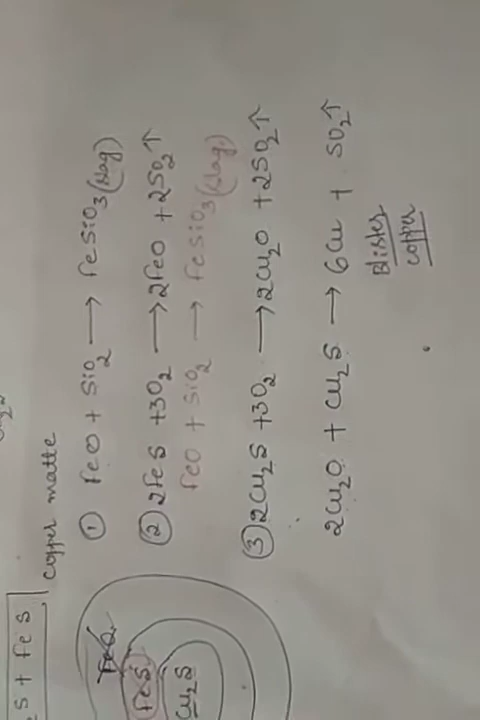 s + FeS
copper matte
① FeO + SiO₂ → FeSiO₃ (slag)
② 2FeS + 3O₂ → 2FeO + 2SO₂↑
FeO + SiO₂ → FeSiO₃ (slag)
③ 2Cu₂S + 3O₂ → 2Cu₂O + 2SO₂↑
2Cu₂O + Cu₂S → 6Cu + SO₂↑
Blister
copper
FeS
Cu₂S